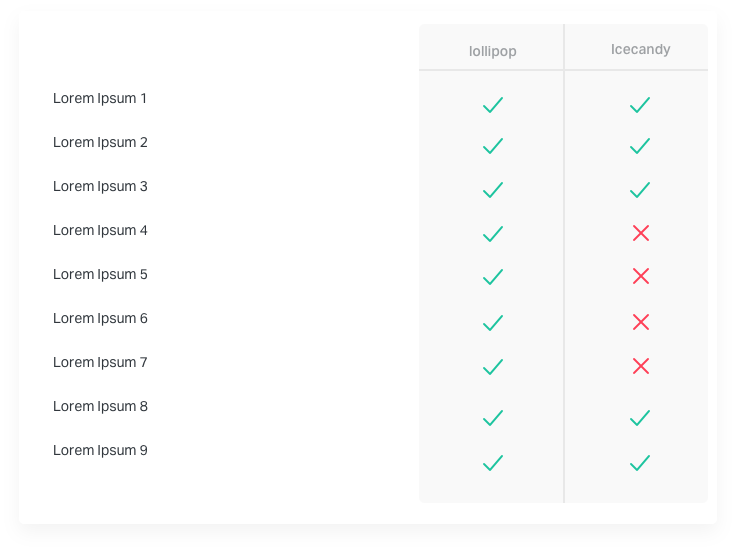 lollipop Icecandy
Lorem Ipsum 1
Lorem Ipsum 2
Lorem Ipsum 3
Lorem Ipsum 4
Lorem Ipsum 5
Lorem Ipsum 6
Lorem Ipsum 7
Lorem Ipsum 8
Lorem Ipsum 9